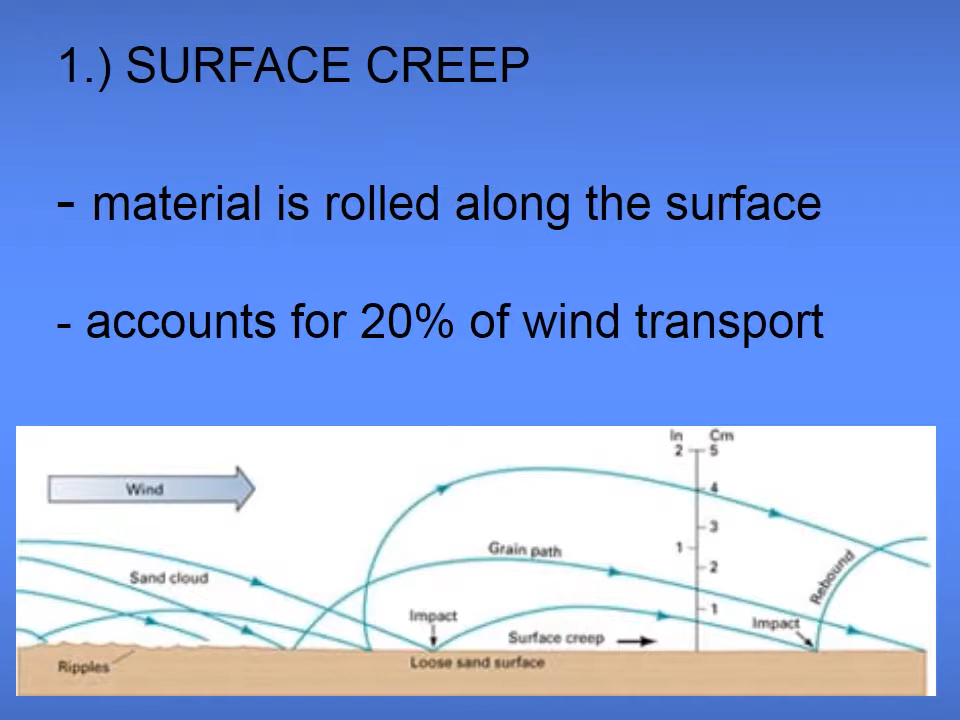 1.) SURFACE CREEP
- material is rolled along the surface
- accounts for 20% of wind transport
In Cm
2 5
Wind
4
3
Grain path
1
2
Sand cloud
Rebound
Impact
1
Impact
Surface creep
Ripples
Loose sand surface